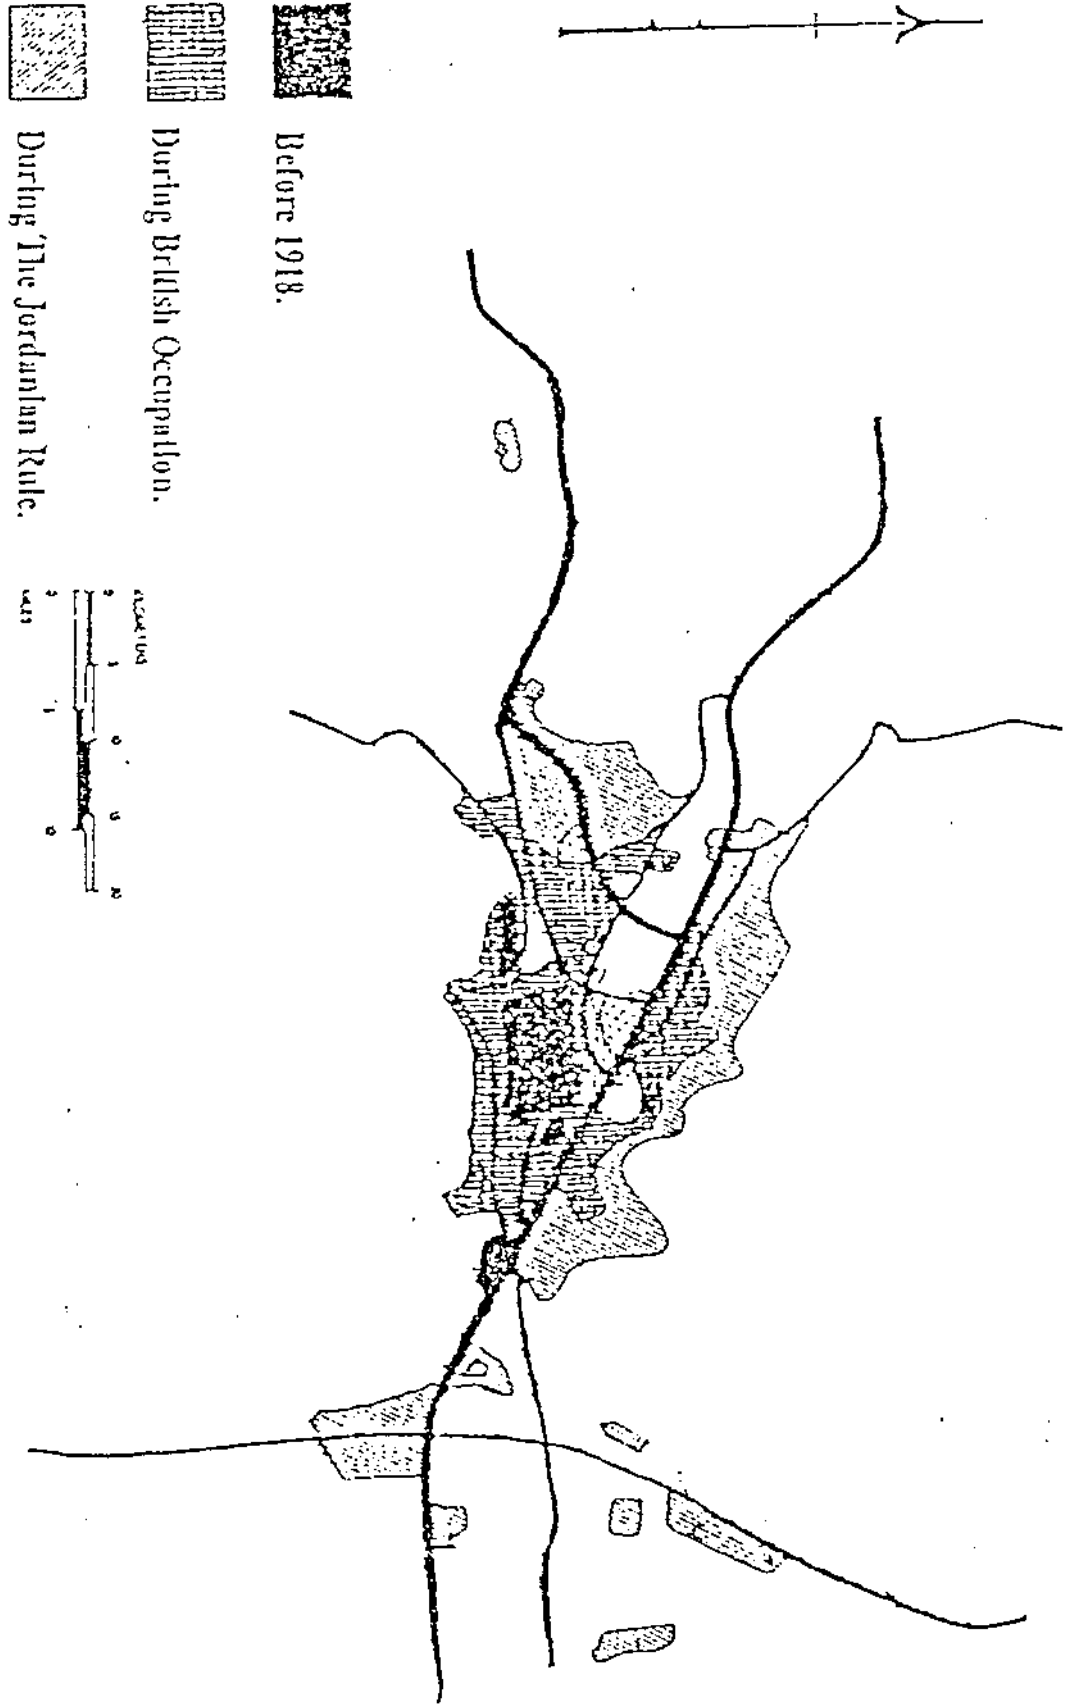 Before 1918.
During British Occupation.
During The Jordanian Rule.